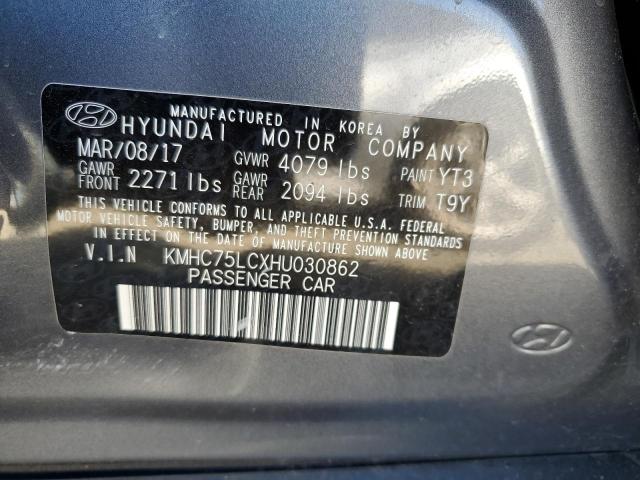 MANUFACTURED IN KOREA BY
HYUNDAI MOTOR COMPANY
MAR/08/17 GVWR 4079 lbs PAINT YT3
GAWR FRONT 2271 lbs GAWR REAR 2094 lbs TRIM T9Y
THIS VEHICLE CONFORMS TO ALL APPLICABLE U.S.A. FEDERAL
MOTOR VEHICLE SAFETY, BUMPER, AND THEFT PREVENTION
STANDARDS IN EFFECT ON THE DATE OF MANUFACTURE SHOWN ABOVE
V.I.N KMHC75LCXHU030862
PASSENGER CAR